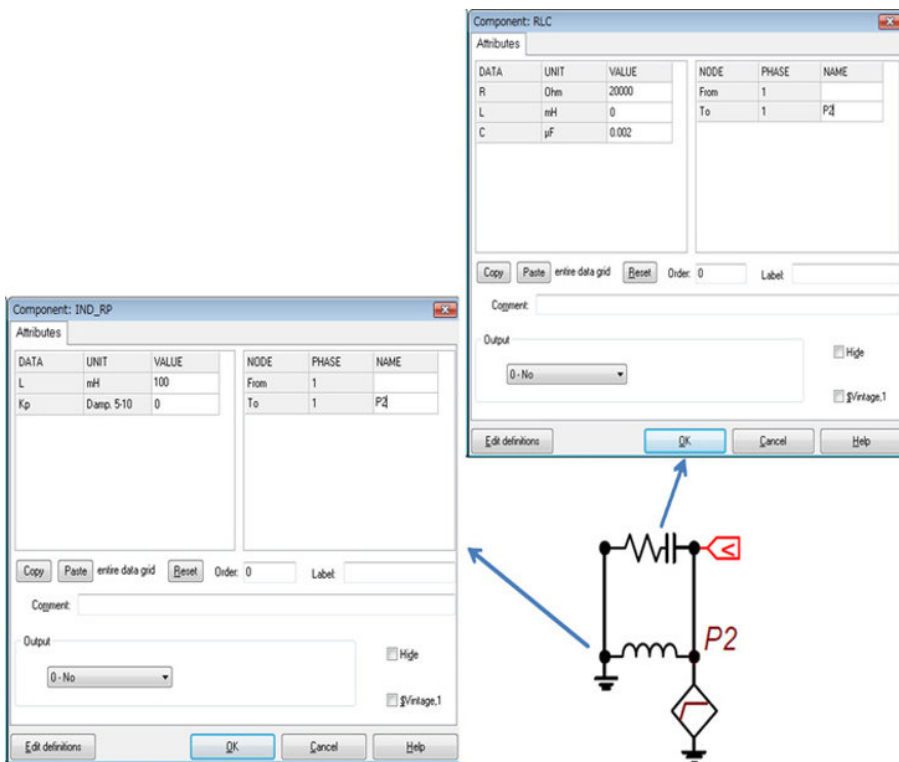 Component: RLC
Attributes
DATA UNIT VALUE
R Ohm 20000
L mH 0
C µF 0.002
NODE PHASE NAME
From 1
To 1 P2
Copy Paste entire data grid Reset Order: 0 Label:
Comment:
Output
0 - No
Hide
$Vintage,1
Edit definitions OK Cancel Help
Component: IND_RP
Attributes
DATA UNIT VALUE
L mH 100
Kp Damp. 5-10 0
NODE PHASE NAME
From 1
To 1 P2
Copy Paste entire data grid Reset Order: 0 Label:
Comment:
Output
0 - No
Hide
$Vintage,1
Edit definitions OK Cancel Help
V
P2